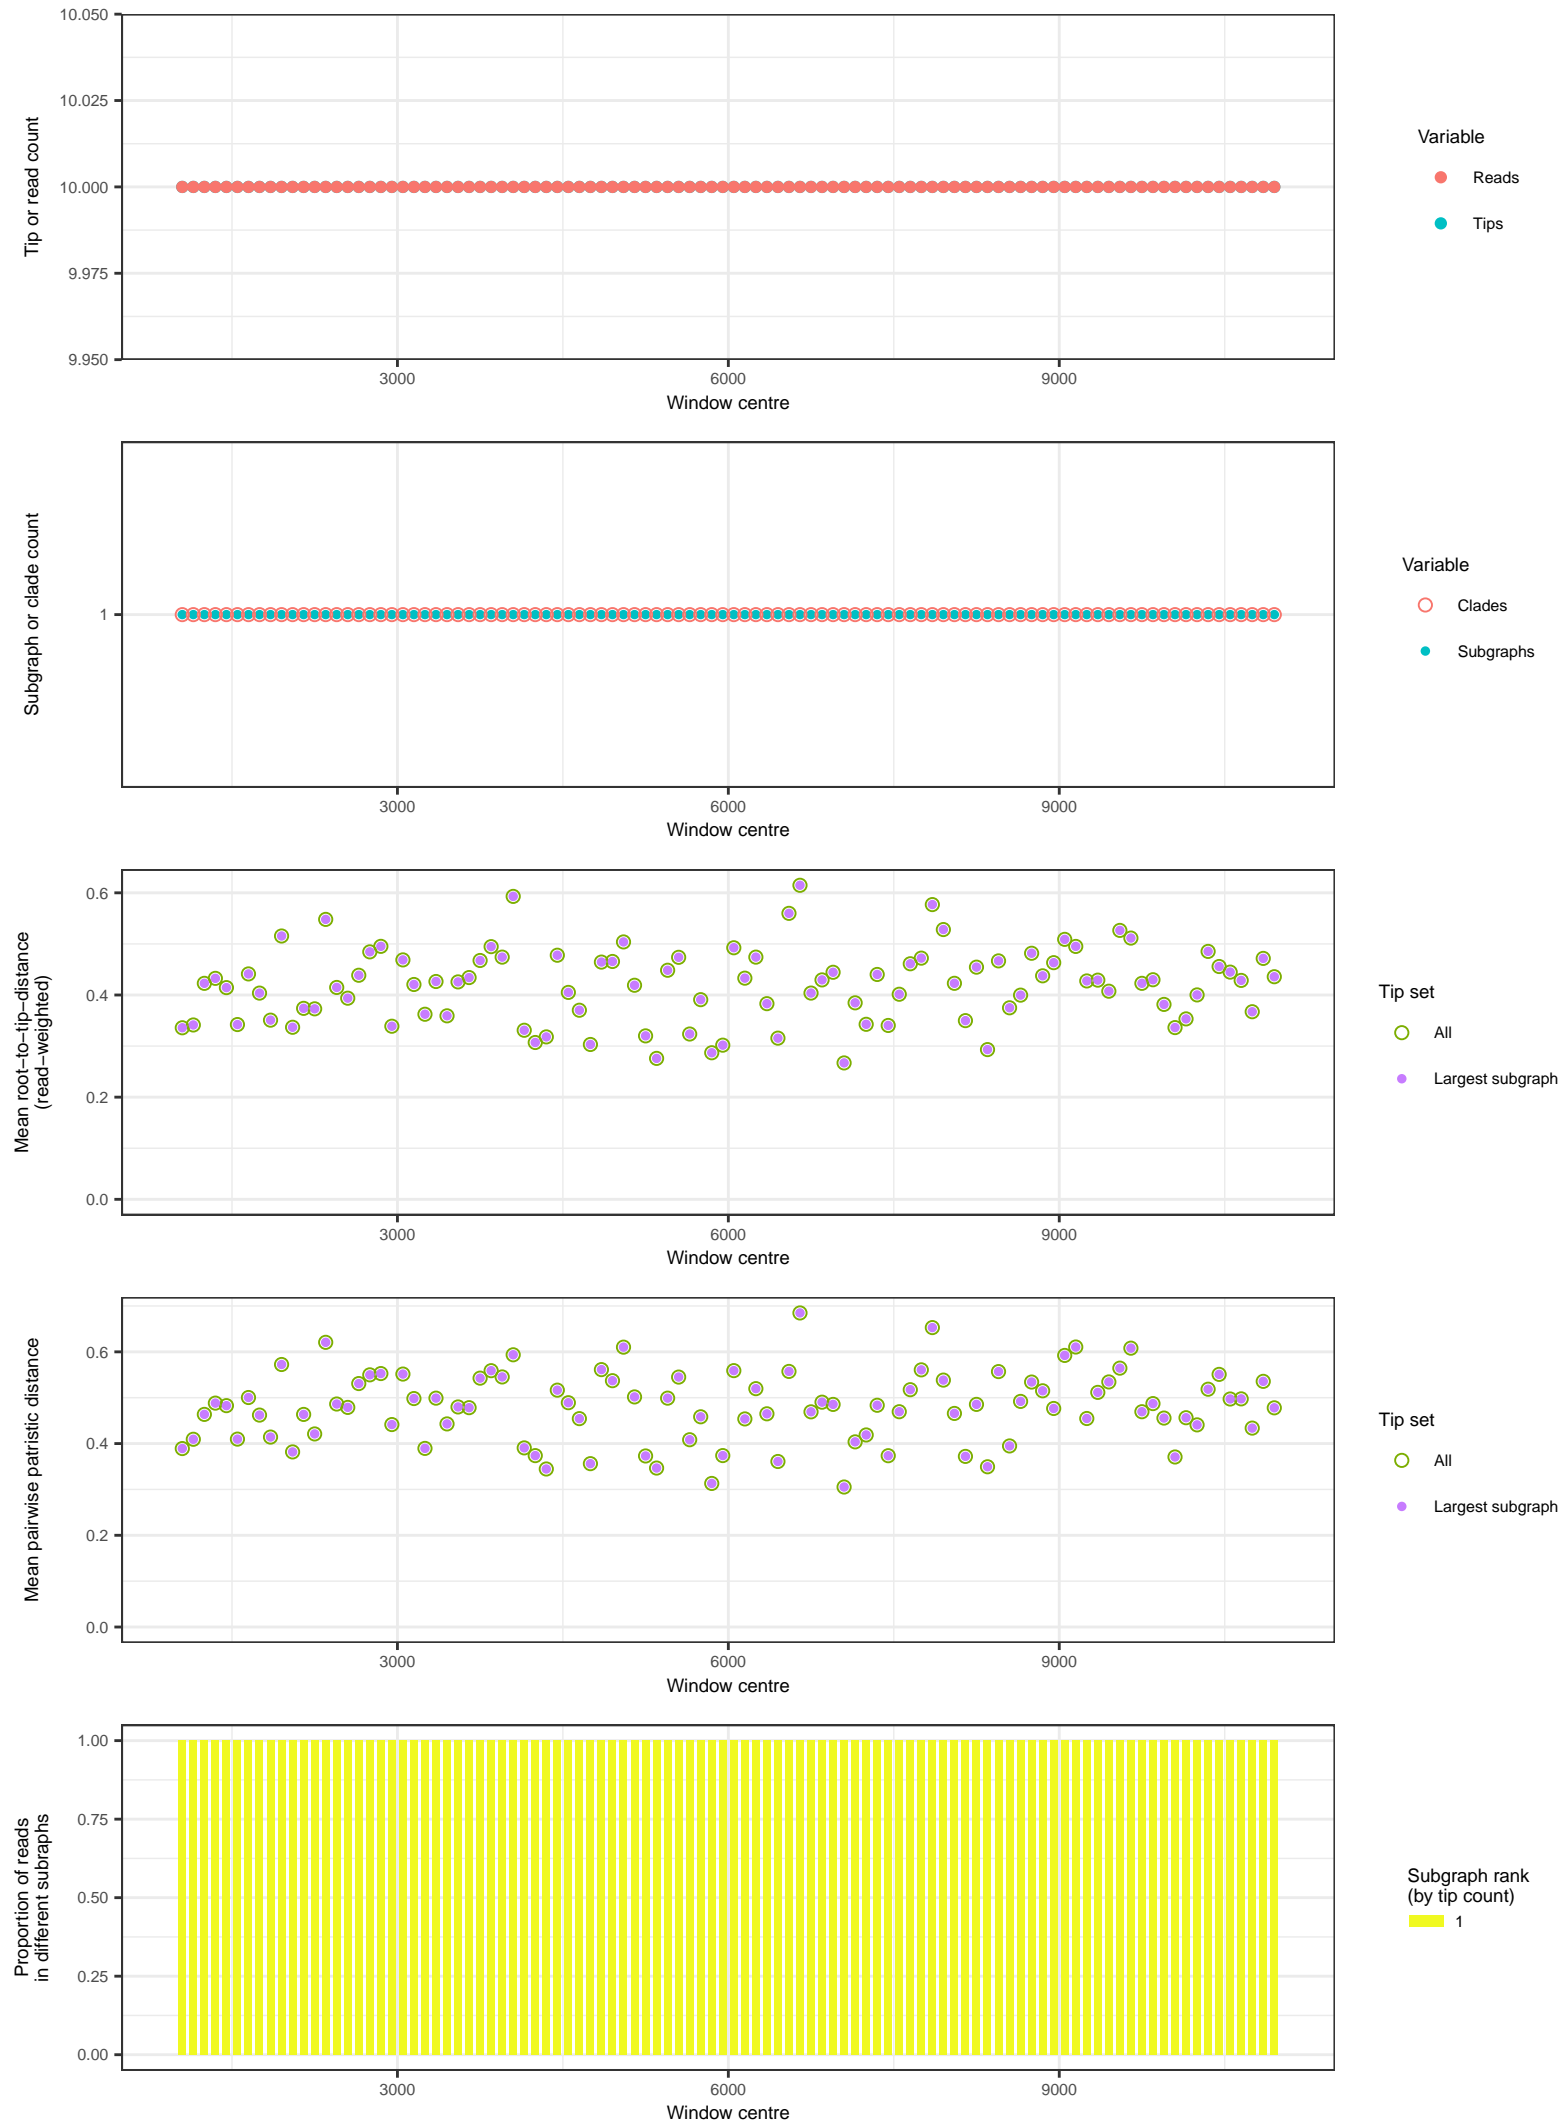 10.050
10.025
10.000
9.975
9.950
Tip or read count
3000 6000 9000
Window centre
Variable
Reads
Tips
1
Subgraph or clade count
3000 6000 9000
Window centre
Variable
Clades
Subgraphs
0.6
0.4
0.2
0.0
Mean root−to−tip−distance
(read−weighted)
3000 6000 9000
Window centre
Tip set
All
Largest subgraph
0.6
0.4
0.2
0.0
Mean pairwise patristic distance
3000 6000 9000
Window centre
Tip set
All
Largest subgraph
1.00
0.75
0.50
0.25
0.00
Proportion of reads
in different subraphs
3000 6000 9000
Window centre
Subgraph rank
(by tip count)
1